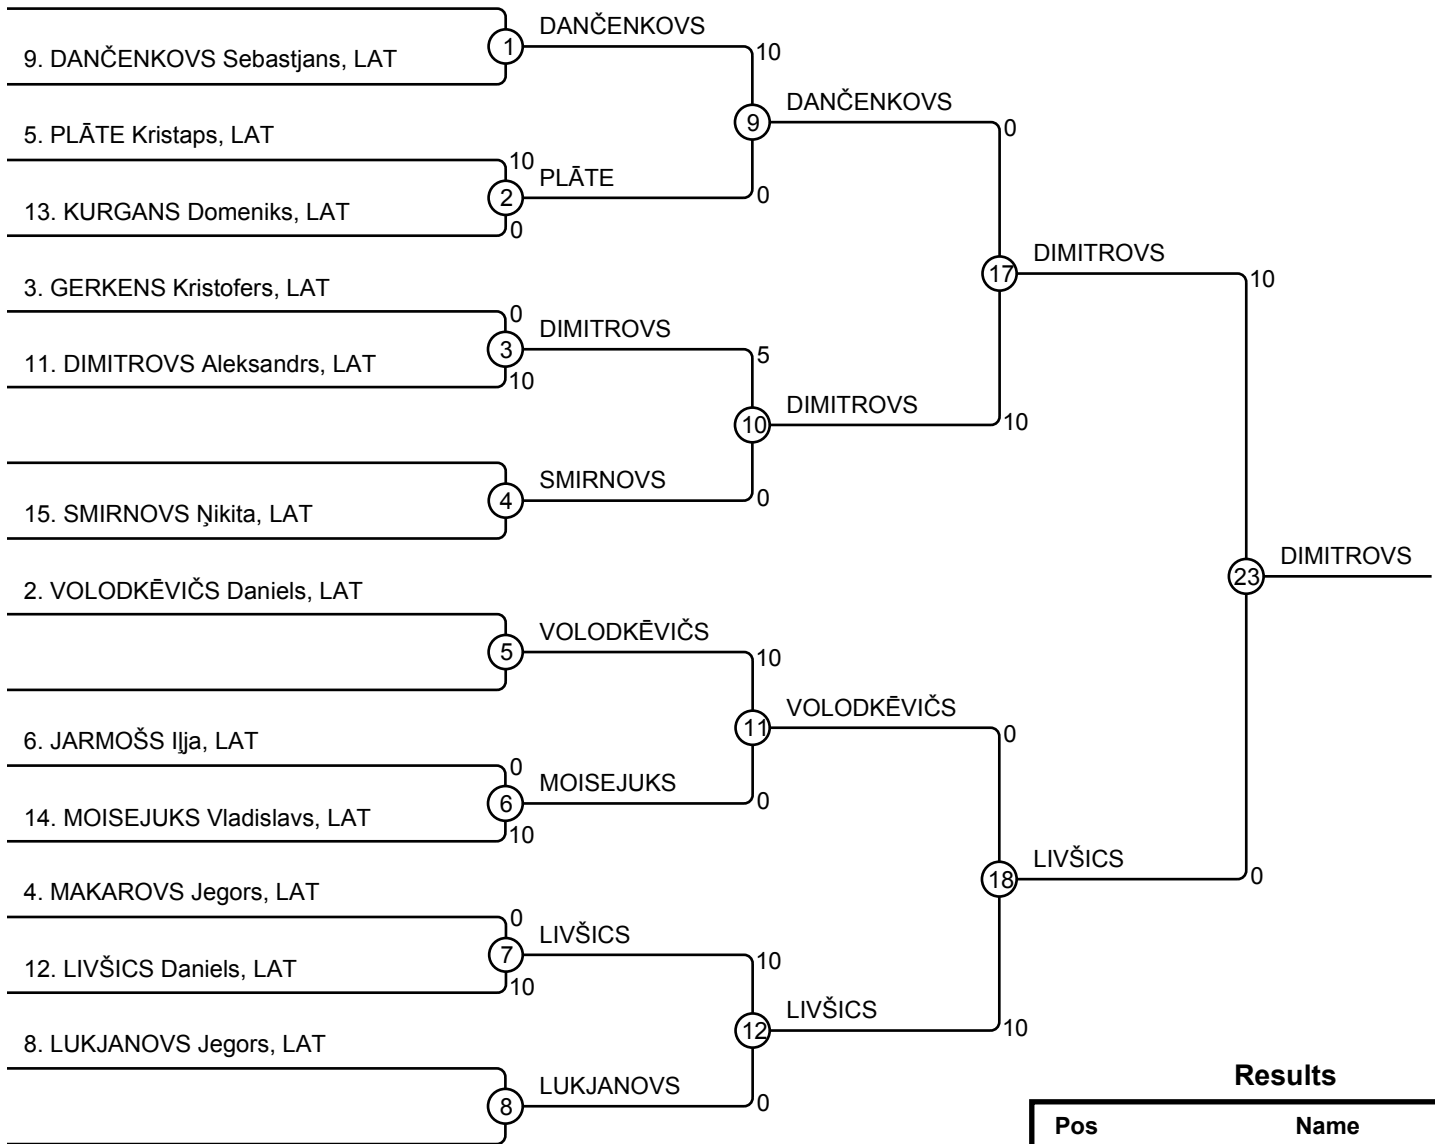 9. DANČENKOVS Sebastjans, LAT
1
DANČENKOVS
10
9
DANČENKOVS
0
5. PLĀTE Kristaps, LAT
10
2
PLĀTE
0
13. KURGANS Domeniks, LAT
0
17
DIMITROVS
10
3. GERKENS Kristofers, LAT
0
3
DIMITROVS
5
11. DIMITROVS Aleksandrs, LAT
10
10
DIMITROVS
10
4
SMIRNOVS
0
15. SMIRNOVS Ņikita, LAT
23
DIMITROVS
2. VOLODKĒVIČS Daniels, LAT
5
VOLODKĒVIČS
10
11
VOLODKĒVIČS
0
6. JARMOŠS Iļja, LAT
0
6
MOISEJUKS
0
14. MOISEJUKS Vladislavs, LAT
10
18
LIVŠICS
0
4. MAKAROVS Jegors, LAT
0
7
LIVŠICS
10
12. LIVŠICS Daniels, LAT
10
12
LIVŠICS
10
8. LUKJANOVS Jegors, LAT
8
LUKJANOVS
0
Results
Pos Name